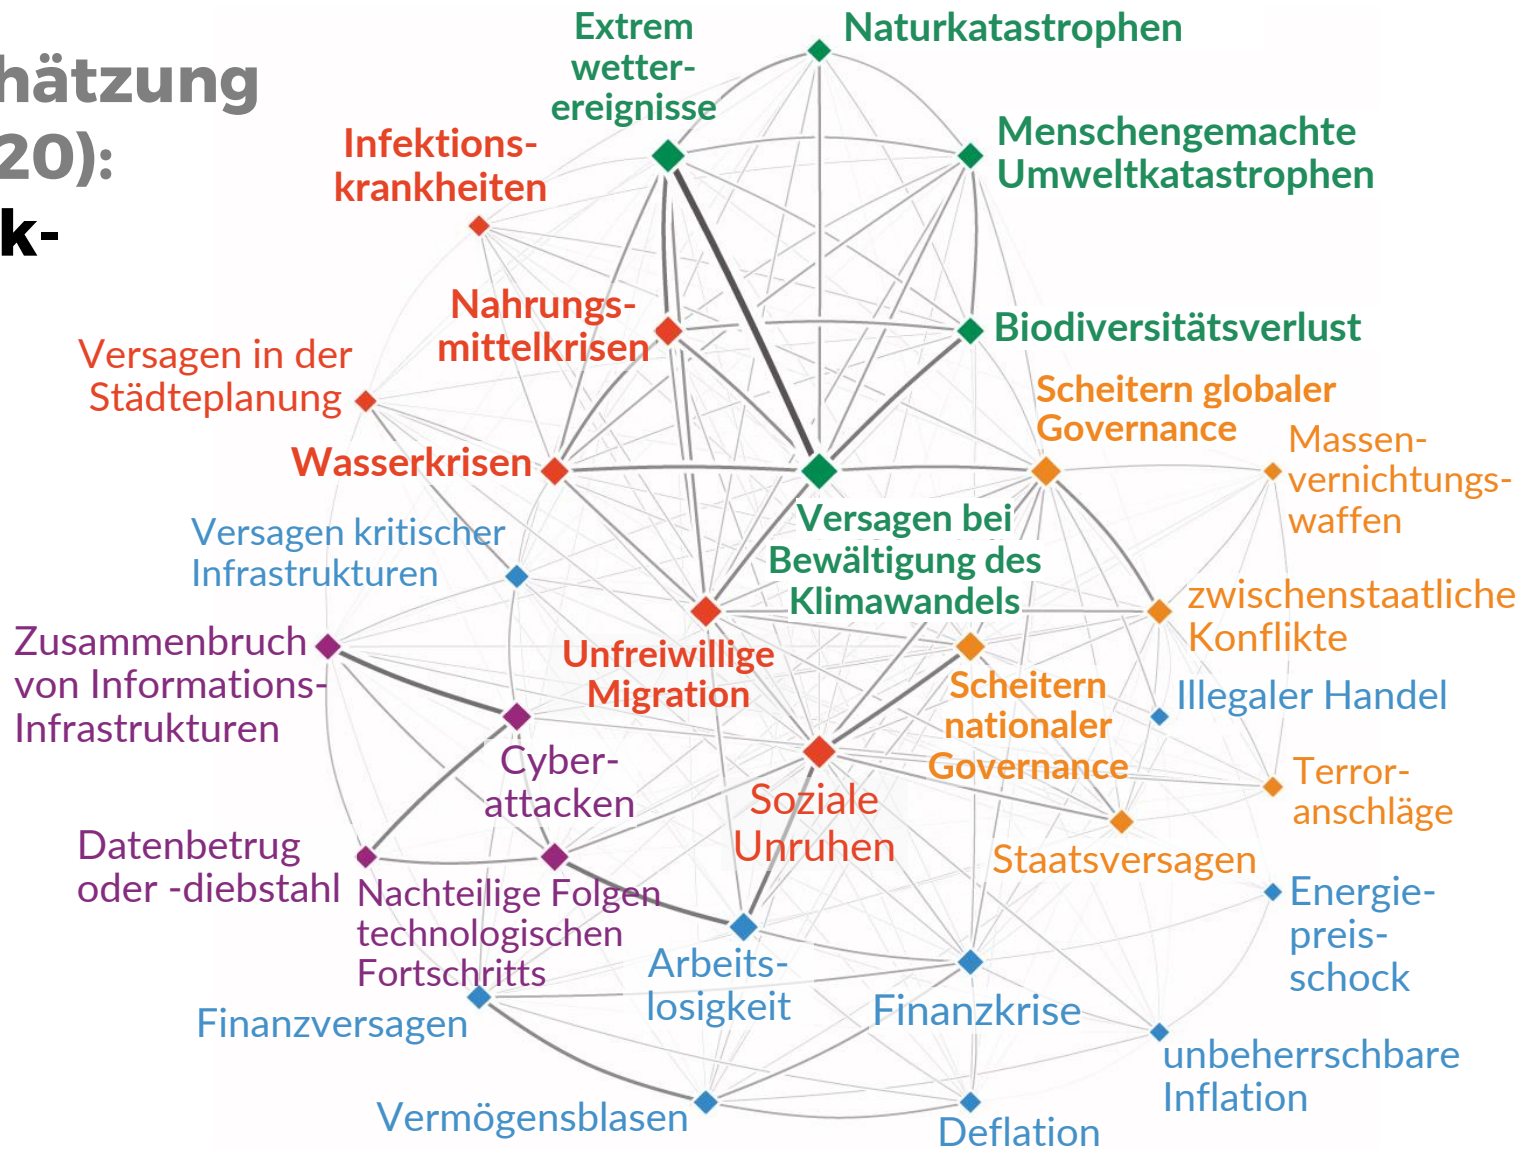 hätzung
20):
k-
Extrem
wetter-
ereignisse
Naturkatastrophen
Menschengemachte
Umweltkatastrophen
Infektions-
krankheiten
Nahrungs-
mittelkrisen
Biodiversitätsverlust
Versagen in der
Städteplanung
Scheitern globaler
Governance
Massen-
vernichtungs-
waffen
Wasserkrisen
Versagen kritischer
Infrastrukturen
Versagen bei
Bewältigung des
Klimawandels
zwischenstaatliche
Konflikte
Zusammenbruch
von Informations-
Infrastrukturen
Unfreiwillige
Migration
Scheitern
nationaler
Governance
Illegaler Handel
Cyber-
attacken
Soziale
Unruhen
Terror-
anschläge
Datenbetrug
oder -diebstahl
Staatsversagen
Nachteilige Folgen
technologischen
Fortschritts
Energie-
preis-
schock
Arbeits-
losigkeit
Finanzkrise
Finanzversagen
unbeherrschbare
Inflation
Vermögensblasen
Deflation